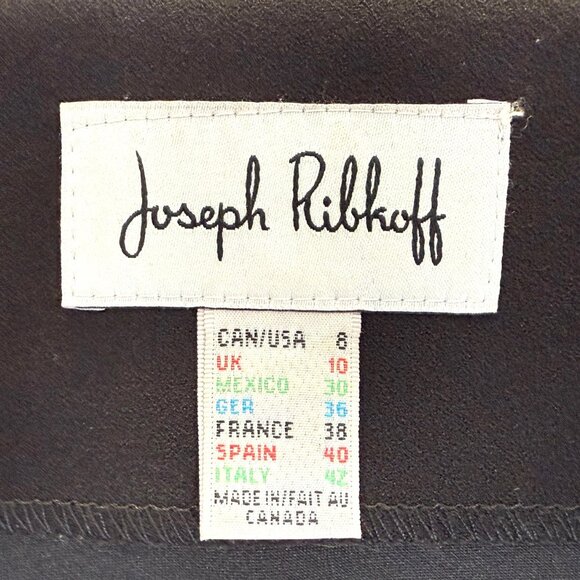 Joseph Ribkoff
CAN/USA 8
UK 10
MEXICO 30
GER 36
FRANCE 38
SPAIN 40
ITALY 42
MADE IN/FAIT AU
CANADA